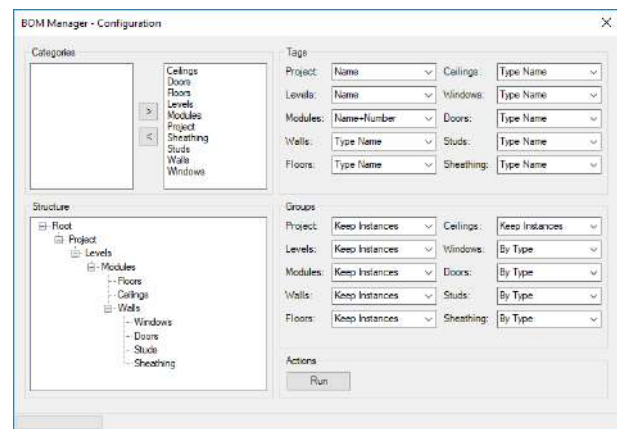 BOM Manager - Configuration
Categories
>
<
Ceilings
Doors
Floors
Levels
Modules
Project
Sheathing
Studs
Walls
Windows
Tags
Project: Name Ceilings: Type Name
Levels: Name Windows: Type Name
Modules: Name+Number Doors: Type Name
Walls: Type Name Studs: Type Name
Floors: Type Name Sheathing: Type Name
Structure
Root
Project
Levels
Modules
Floors
Ceilings
Walls
Windows
Doors
Studs
Sheathing
Groups
Project: Keep Instances Ceilings: Keep Instances
Levels: Keep Instances Windows: By Type
Modules: Keep Instances Doors: By Type
Walls: Keep Instances Studs: By Type
Floors: Keep Instances Sheathing: By Type
Actions
Run